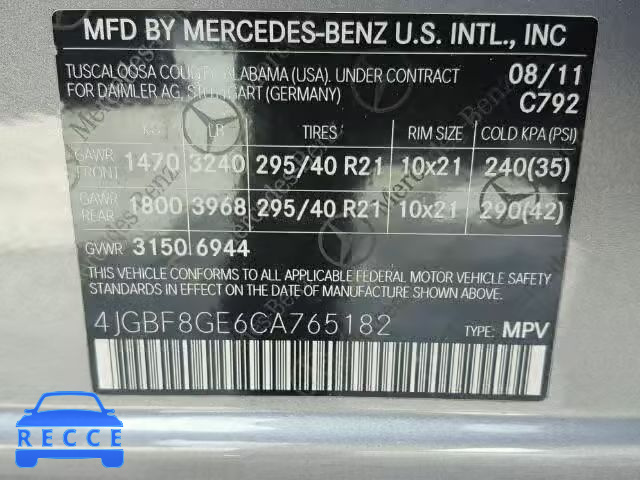 MFD BY MERCEDES-BENZ U.S. INTL., INC
TUSCALOOSA COUNTY, ALABAMA (USA). UNDER CONTRACT
FOR DAIMLER AG, STUTTGART (GERMANY)
08/11
C792
KG LB TIRES RIM SIZE COLD KPA (PSI)
GAWR FRONT 1470 3240 295/40 R21 10x21 240(35)
GAWR REAR 1800 3968 295/40 R21 10x21 290(42)
GVWR 3150 6944
THIS VEHICLE CONFORMS TO ALL APPLICABLE FEDERAL MOTOR VEHICLE SAFETY
STANDARDS IN EFFECT ON THE DATE OF MANUFACTURE SHOWN ABOVE.
4JGBF8GE6CA765182 TYPE: MPV
RECCE